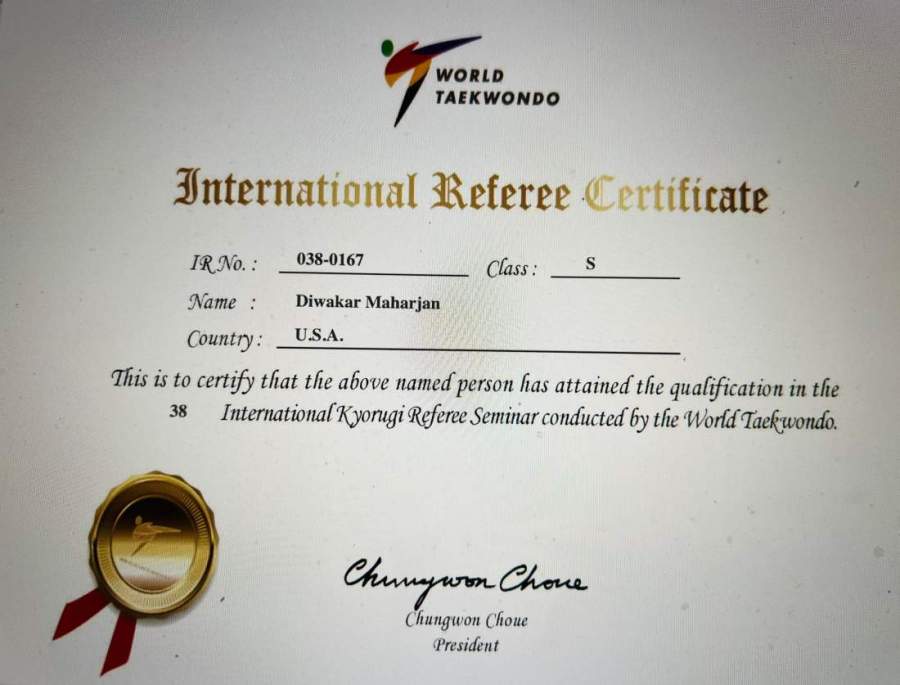 WORLD
TAEKWONDO
International Referee Certificate
IR No. : 038-0167 Class : S
Name : Diwakar Maharjan
Country : U.S.A.
This is to certify that the above named person has attained the qualification in the
38 International Kyorugi Referee Seminar conducted by the World Taekwondo.
Chungwon Choue
Chungwon Choue
President